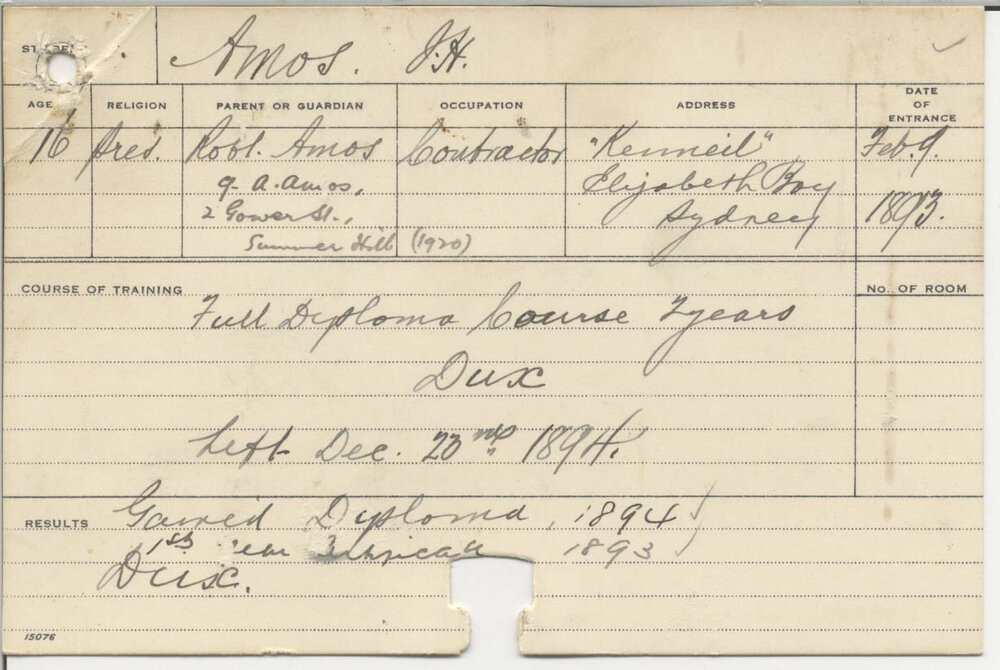 STUDENT Amos. J.H.
AGE RELIGION PARENT OR GUARDIAN OCCUPATION ADDRESS DATE OF ENTRANCE
16 Pres. Robt. Amos Contractor "Kenneil" Feb. 9.
A. Amos, Elizabeth Bay
2 Gower St., Sydney 1893.
Summer Hill (1920)
COURSE OF TRAINING No. OF ROOM
Full Diploma Course 2 years
Dux
Left Dec. 23rd 1894.
RESULTS Gained Diploma, 1894
1st 1893
Dux.
15076